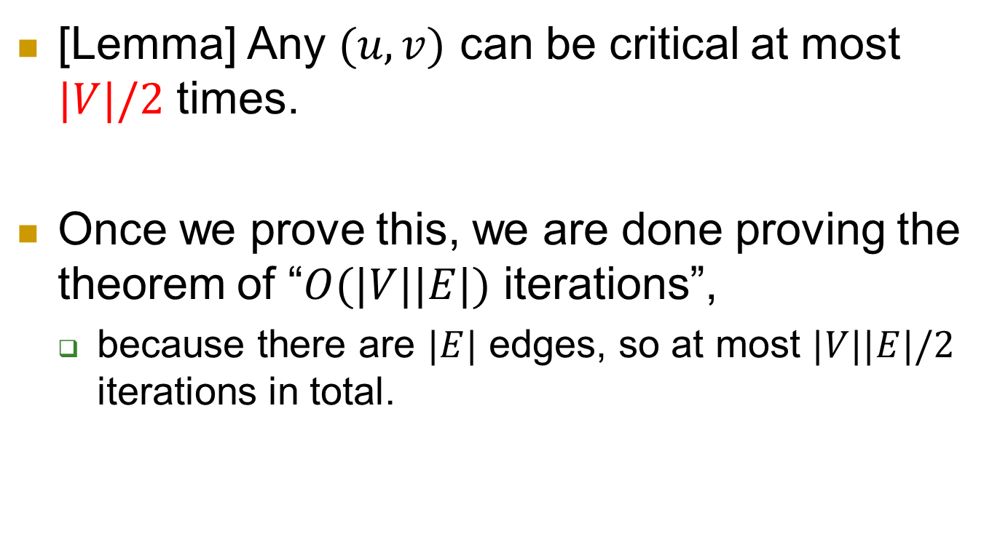 [Lemma] Any (𝑢, 𝑣) can be critical at most
|𝑉|/2 times.
Once we prove this, we are done proving the
theorem of “𝑂(|𝑉||𝐸|) iterations”,
because there are |𝐸| edges, so at most |𝑉||𝐸|/2
iterations in total.